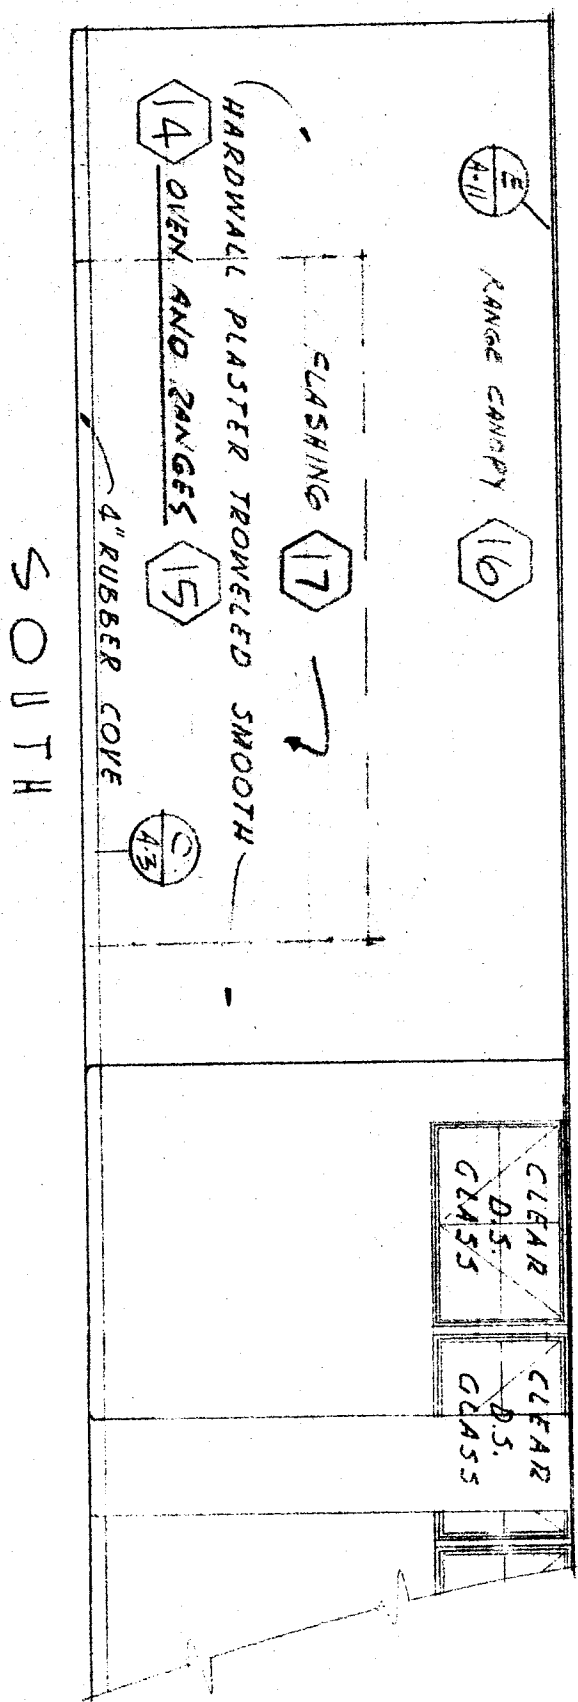 E
A-11
RANGE CANOPY 16
FLASHING 17
HARDWALL PLASTER TROWELED SMOOTH
14 OVEN AND RANGES 15
4" RUBBER COVE
C
A-3
CLEAR
D.S.
GLASS
CLEAR
D.S.
GLASS
SOUTH